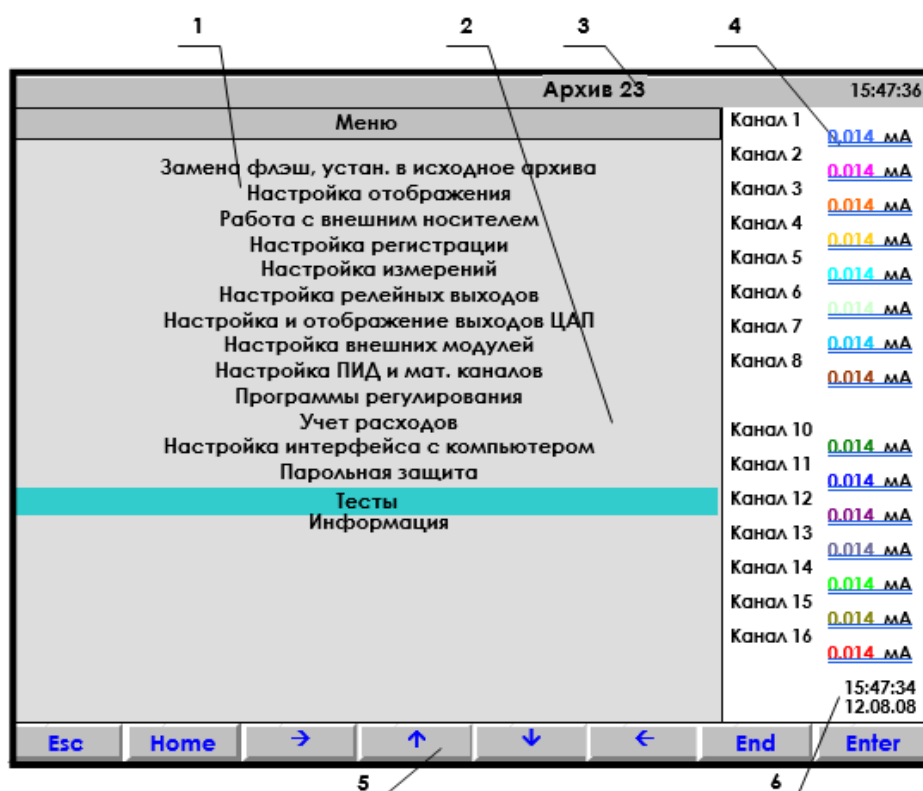 1 2 3 4
Архив 23 15:47:36
Меню
Замена флэш, устан. в исходное архива
Настройка отображения
Работа с внешним носителем
Настройка регистрации
Настройка измерений
Настройка релейных выходов
Настройка и отображение выходов ЦАП
Настройка внешних модулей
Настройка ПИД и мат. каналов
Программы регулирования
Учет расходов
Настройка интерфейса с компьютером
Парольная защита
Тесты
Информация
Канал 1
0.014 мА
Канал 2
0.014 мА
Канал 3
0.014 мА
Канал 4
0.014 мА
Канал 5
0.014 мА
Канал 6
0.014 мА
Канал 7
0.014 мА
Канал 8
0.014 мА
Канал 10
0.014 мА
Канал 11
0.014 мА
Канал 12
0.014 мА
Канал 13
0.014 мА
Канал 14
0.014 мА
Канал 15
0.014 мА
Канал 16
0.014 мА
15:47:34
12.08.08
Esc Home → ↑ ↓ ← End Enter
5 6